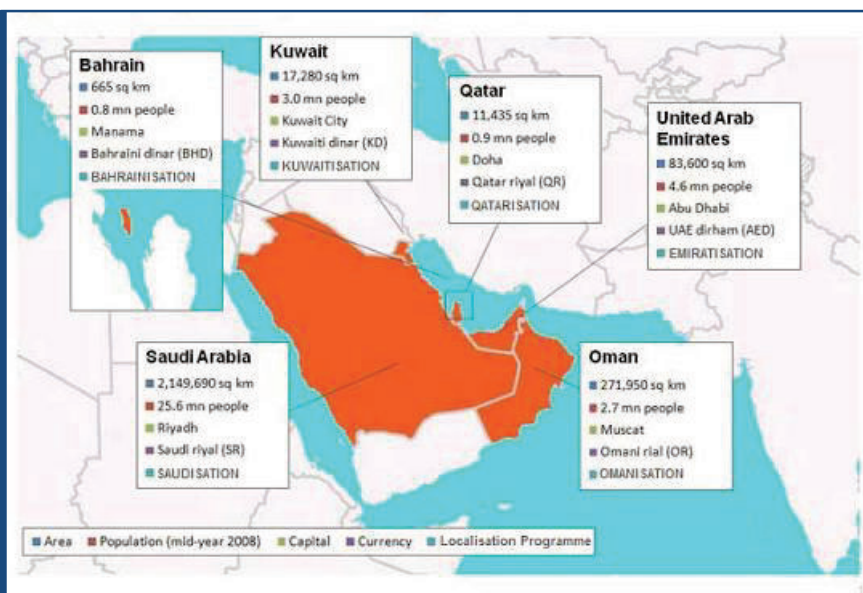 Bahrain
665 sq km
0.8 mn people
Manama
Bahraini dinar (BHD)
BAHRAINISATION
Kuwait
17,280 sq km
3.0 mn people
Kuwait City
Kuwaiti dinar (KD)
KUWAITISATION
Qatar
11,435 sq km
0.9 mn people
Doha
Qatar riyal (QR)
QATARISATION
United Arab
Emirates
83,600 sq km
4.6 mn people
Abu Dhabi
UAE dirham (AED)
EMIRATISATION
Saudi Arabia
2,149,690 sq km
25.6 mn people
Riyadh
Saudi riyal (SR)
SAUDISATION
Oman
271,950 sq km
2.7 mn people
Muscat
Omani rial (OR)
OMANISATION
Area Population (mid-year 2008) Capital Currency Localisation Programme